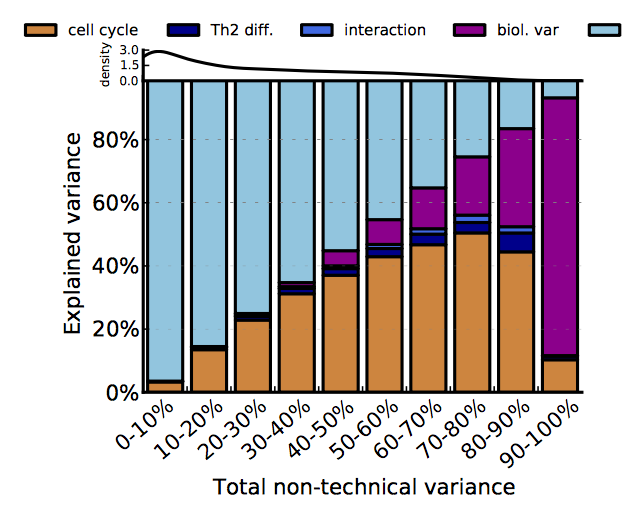 cell cycle Th2 diff. interaction biol. var
density
3.0
1.5
0.0
Explained variance
80%
60%
40%
20%
0%
0-10% 10-20% 20-30% 30-40% 40-50% 50-60% 60-70% 70-80% 80-90% 90-100%
Total non-technical variance